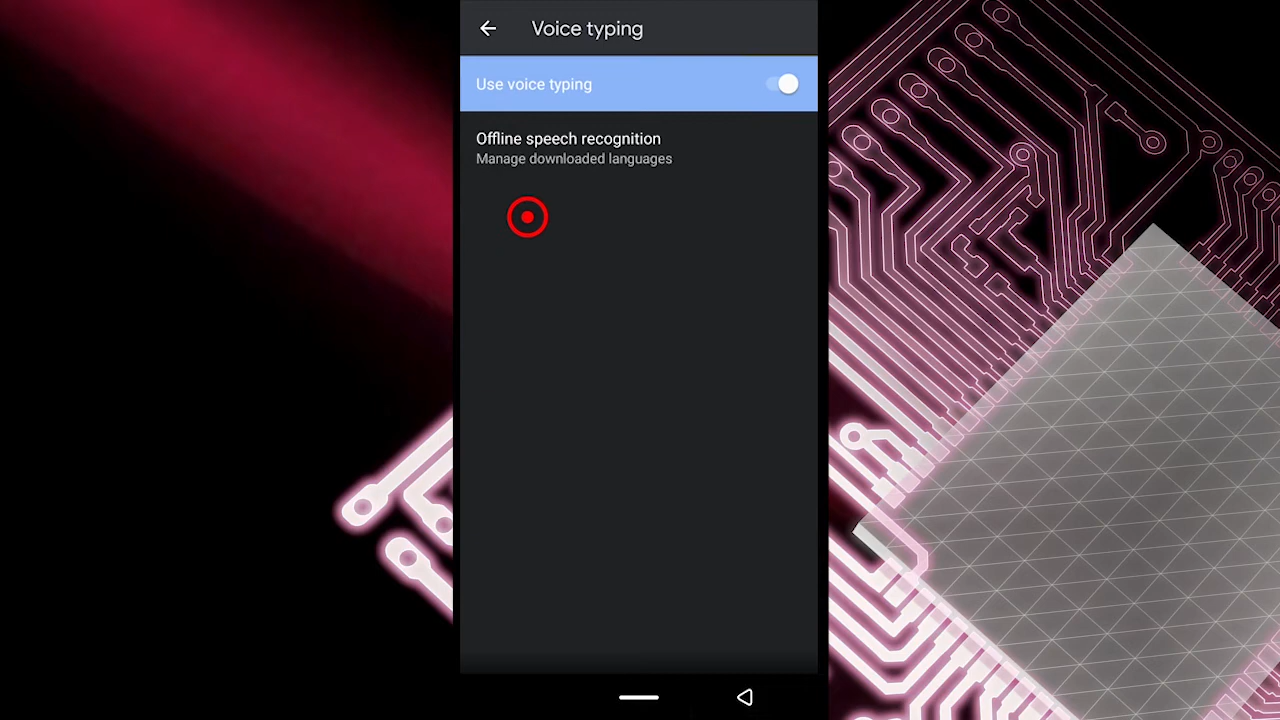 Voice typing
Use voice typing
Offline speech recognition
Manage downloaded languages